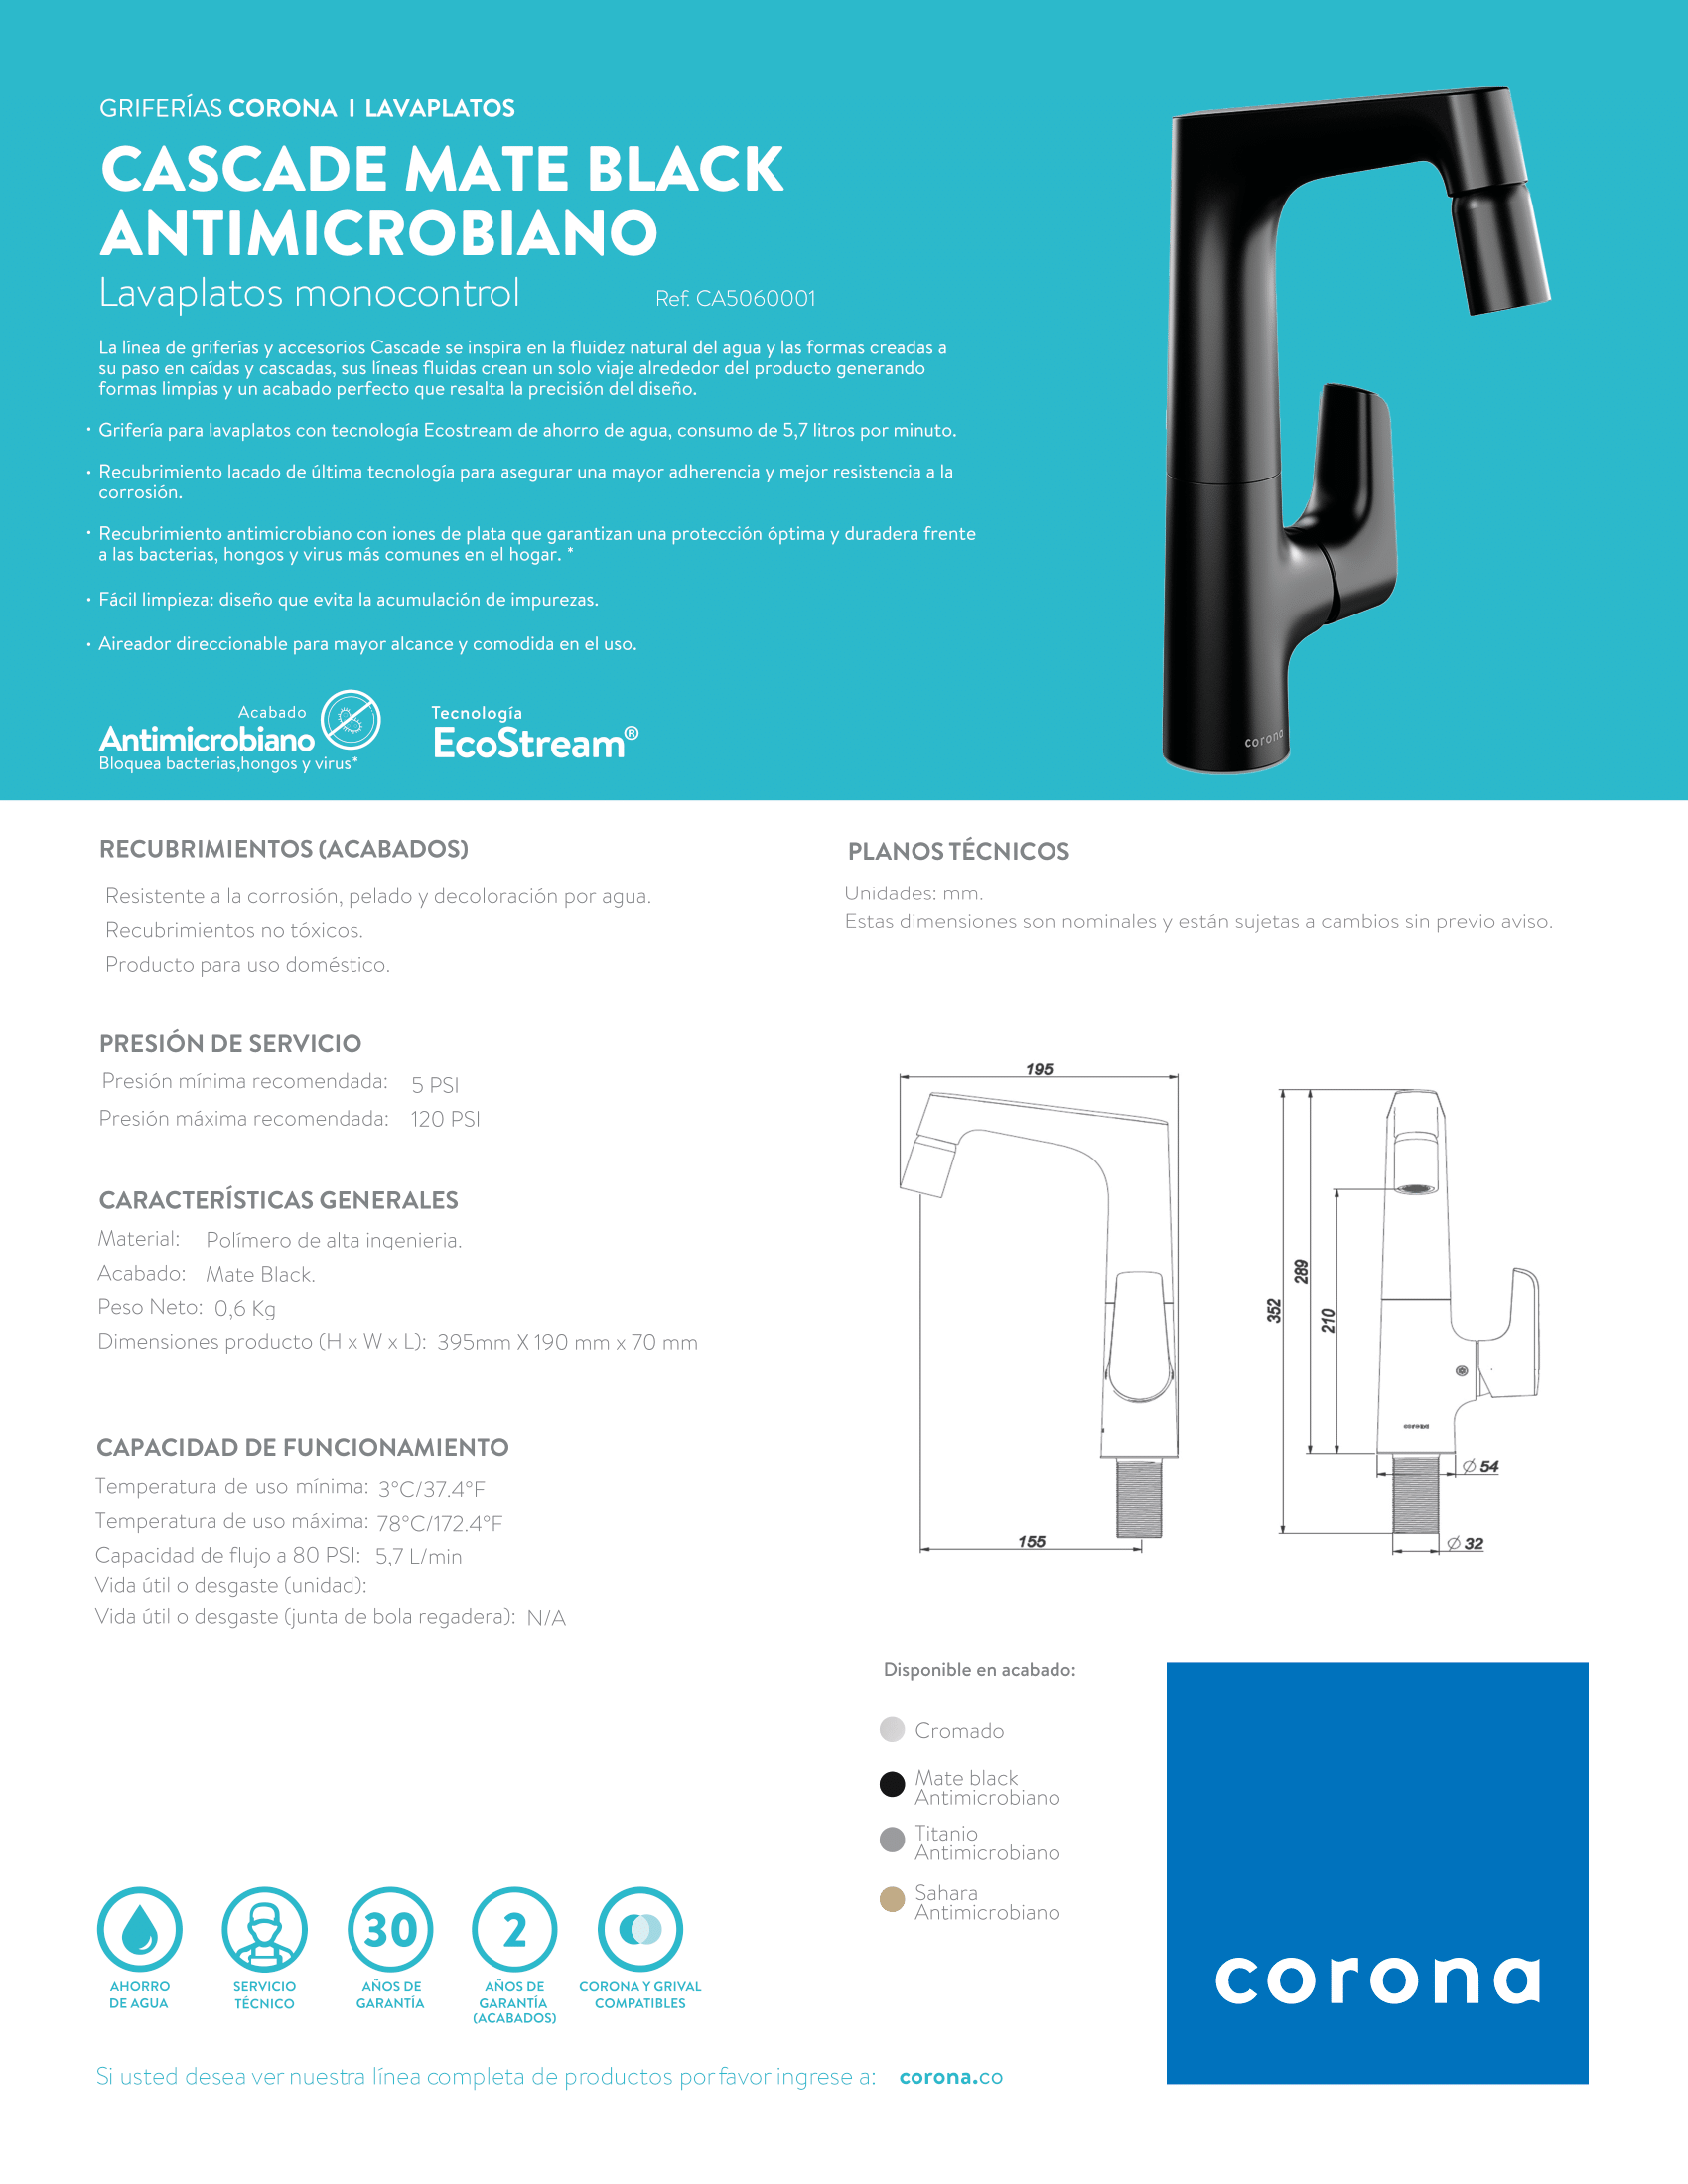 GRIFERÍAS CORONA I LAVAPLATOS
CASCADE MATE BLACK
ANTIMICROBIANO
Lavaplatos monocontrol
Ref. CA5060001
La línea de griferías y accesorios Cascade se inspira en la fluidez natural del agua y las formas creadas a
su paso en caídas y cascadas, sus líneas fluidas crean un solo viaje alrededor del producto generando
formas limpias y un acabado perfecto que resalta la precisión del diseño.
· Grifería para lavaplatos con tecnología Ecostream de ahorro de agua, consumo de 5,7 litros por minuto.
· Recubrimiento lacado de última tecnología para asegurar una mayor adherencia y mejor resistencia a la
corrosión.
· Recubrimiento antimicrobiano con iones de plata que garantizan una protección óptima y duradera frente
a las bacterias, hongos y virus más comunes en el hogar. *
· Fácil limpieza: diseño que evita la acumulación de impurezas.
· Aireador direccionable para mayor alcance y comodida en el uso.
Acabado
Antimicrobiano
Bloquea bacterias,hongos y virus*
Tecnología
EcoStream®
corona
RECUBRIMIENTOS (ACABADOS)
Resistente a la corrosión, pelado y decoloración por agua.
Recubrimientos no tóxicos.
Producto para uso doméstico.
PRESIÓN DE SERVICIO
Presión mínima recomendada: 5 PSI
Presión máxima recomendada: 120 PSI
CARACTERÍSTICAS GENERALES
Material: Polímero de alta ingenieria.
Acabado: Mate Black.
Peso Neto: 0,6 Kg
Dimensiones producto (H x W x L): 395mm X 190 mm x 70 mm
CAPACIDAD DE FUNCIONAMIENTO
Temperatura de uso mínima: 3°C/37.4°F
Temperatura de uso máxima: 78°C/172.4°F
Capacidad de flujo a 80 PSI: 5,7 L/min
Vida útil o desgaste (unidad):
Vida útil o desgaste (junta de bola regadera): N/A
PLANOS TÉCNICOS
Unidades: mm.
Estas dimensiones son nominales y están sujetas a cambios sin previo aviso.
195
155
352
289
210
corona
Ø 54
Ø 32
Disponible en acabado:
Cromado
Mate black
Antimicrobiano
Titanio
Antimicrobiano
Sahara
Antimicrobiano
corona
AHORRO
DE AGUA
SERVICIO
TÉCNICO
30
AÑOS DE
GARANTÍA
2
AÑOS DE
GARANTÍA
(ACABADOS)
CORONA Y GRIVAL
COMPATIBLES
Si usted desea ver nuestra línea completa de productos por favor ingrese a: corona.co